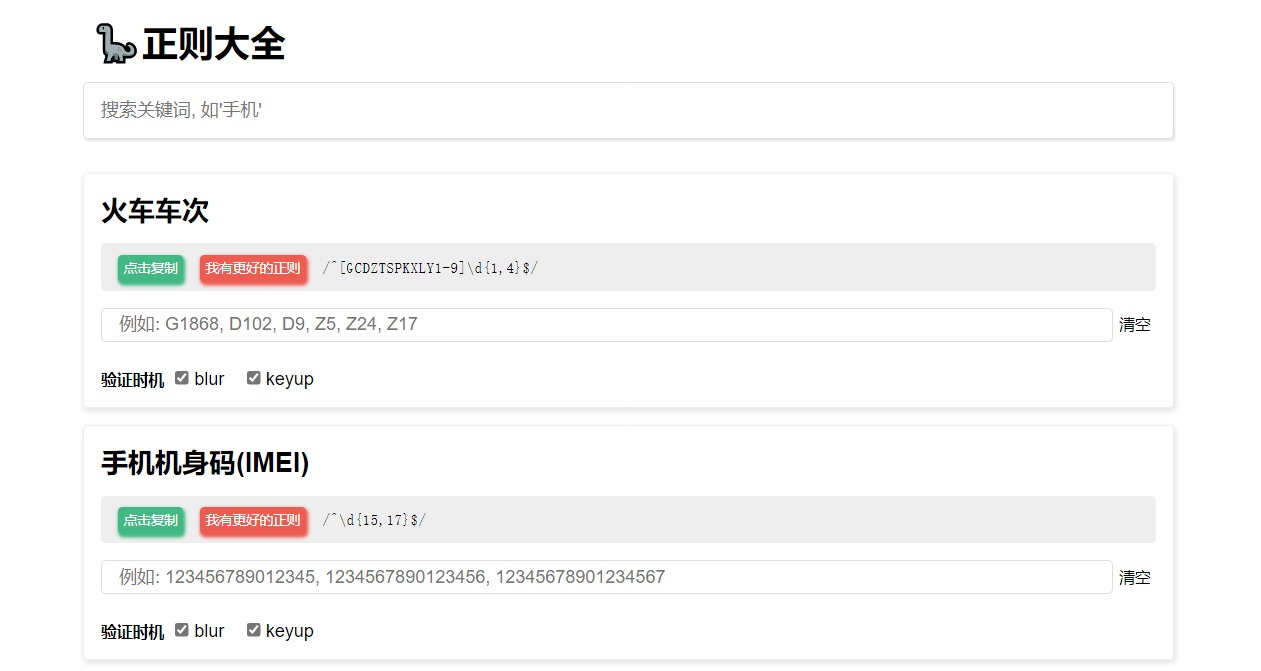 正则大全
搜索关键词, 如'手机'
火车车次
点击复制 我有更好的正则 /^[GCDZTSPKXLY1-9]\d{1,4}$/
例如: G1868, D102, D9, Z5, Z24, Z17 清空
验证时机 blur keyup
手机机身码(IMEI)
点击复制 我有更好的正则 /^\d{15,17}$/
例如: 123456789012345, 1234567890123456, 12345678901234567 清空
验证时机 blur keyup